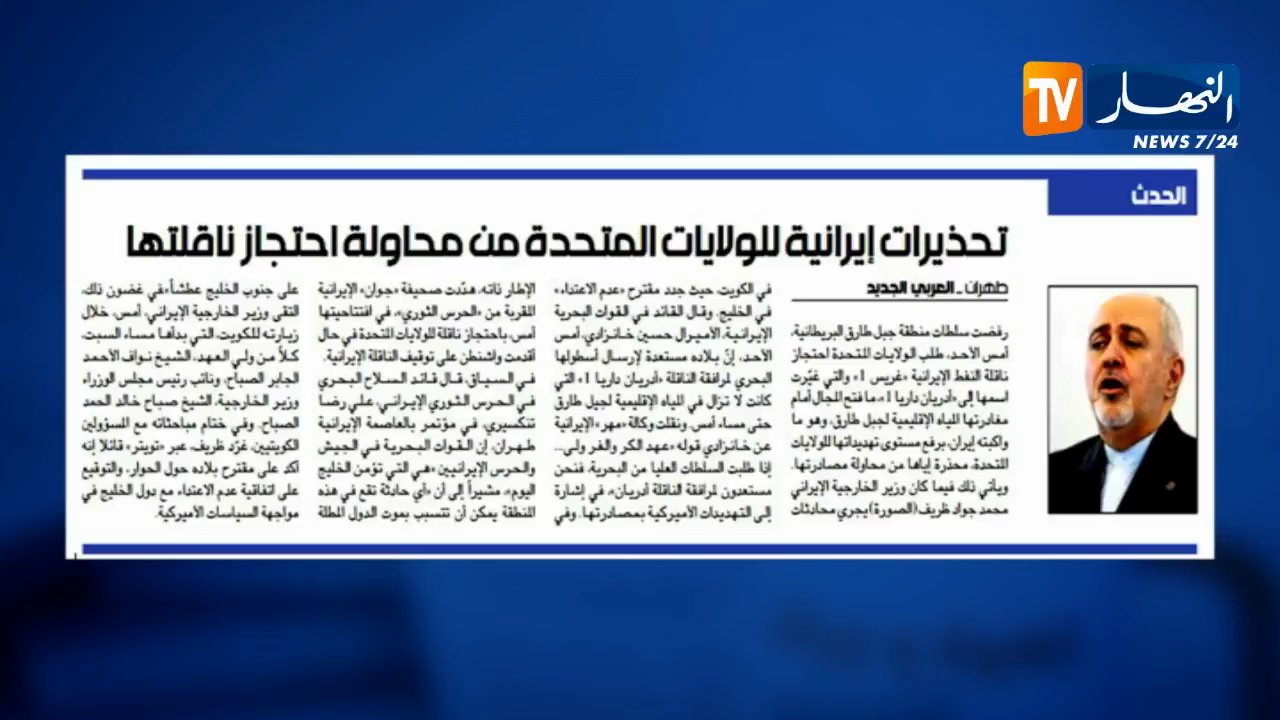 النهار TV
NEWS 7/24
الحدث
تحذيرات إيرانية للولايات المتحدة من محاولة احتجاز ناقلتها
طهران ـ العربي الجديد
رفضت سلطات منطقة جبل طارق البريطانية،
أمس الأحد، طلب الولايات المتحدة احتجاز
ناقلة النفط الإيرانية «غريس 1» والتي غيّرت
اسمها إلى «أدريان داريا 1»، ما فتح المجال أمام
مغادرتها المياه الإقليمية لجبل طارق، وهو ما
واكبته إيران، برفع مستوى تهديداتها للولايات
المتحدة، محذرة إياها من محاولة مصادرتها.
ويأتي ذلك فيما كان وزير الخارجية الإيراني
محمد جواد ظريف (الصورة) يجري محادثات
في الكويت، حيث جدد مقترح «عدم الاعتداء»
في الخليج. وقال القائد في القوات البحرية
الإيرانية، الأميرال حسين خانزادي، أمس
الأحد، إنّ بلاده مستعدة لإرسال أسطولها
البحري لمرافقة الناقلة «أدريان داريا 1» التي
كانت لا تزال في المياه الإقليمية لجبل طارق
حتى مساء أمس. ونقلت وكالة «مهر» الإيرانية
عن خانزادي قوله «عهد الكر والفر ولى...
إذا طلبت السلطات العليا من البحرية، فنحن
مستعدون لمرافقة الناقلة أدريان»، في إشارة
إلى التهديدات الأميركية بمصادرتها. وفي
الإطار ذاته، هدّدت صحيفة «جوان» الإيرانية
المقربة من «الحرس الثوري»، في افتتاحيتها
أمس، باحتجاز ناقلة للولايات المتحدة في حال
أقدمت واشنطن على توقيف الناقلة الإيرانية.
في السياق، قال قائد السلاح البحري
في الحرس الثوري الإيراني، علي رضا
تنكسيري، في مؤتمر بالعاصمة الإيرانية
طهران، إن القوات البحرية في الجيش
والحرس الإيرانيين «هي التي تؤمن الخليج
اليوم»، مشيراً إلى أن «أي حادثة تقع في هذه
المنطقة يمكن أن تتسبب بموت الدول المطلة
على جنوب الخليج عطشاً» في غضون ذلك،
التقى وزير الخارجية الإيراني، أمس، خلال
زيارته للكويت، التي بدأها مساء السبت،
كلاً من ولي العهد، الشيخ نواف الأحمد
الجابر الصباح، ونائب رئيس مجلس الوزراء
وزير الخارجية، الشيخ صباح خالد الحمد
الصباح. وفي ختام مباحثاته مع المسؤولين
الكويتيين، غرّد ظريف، عبر «تويتر» قائلا إنه
أكد على مقترح بلاده حول الحوار، والتوقيع
على اتفاقية عدم الاعتداء مع دول الخليج في
مواجهة السياسات الأميركية.